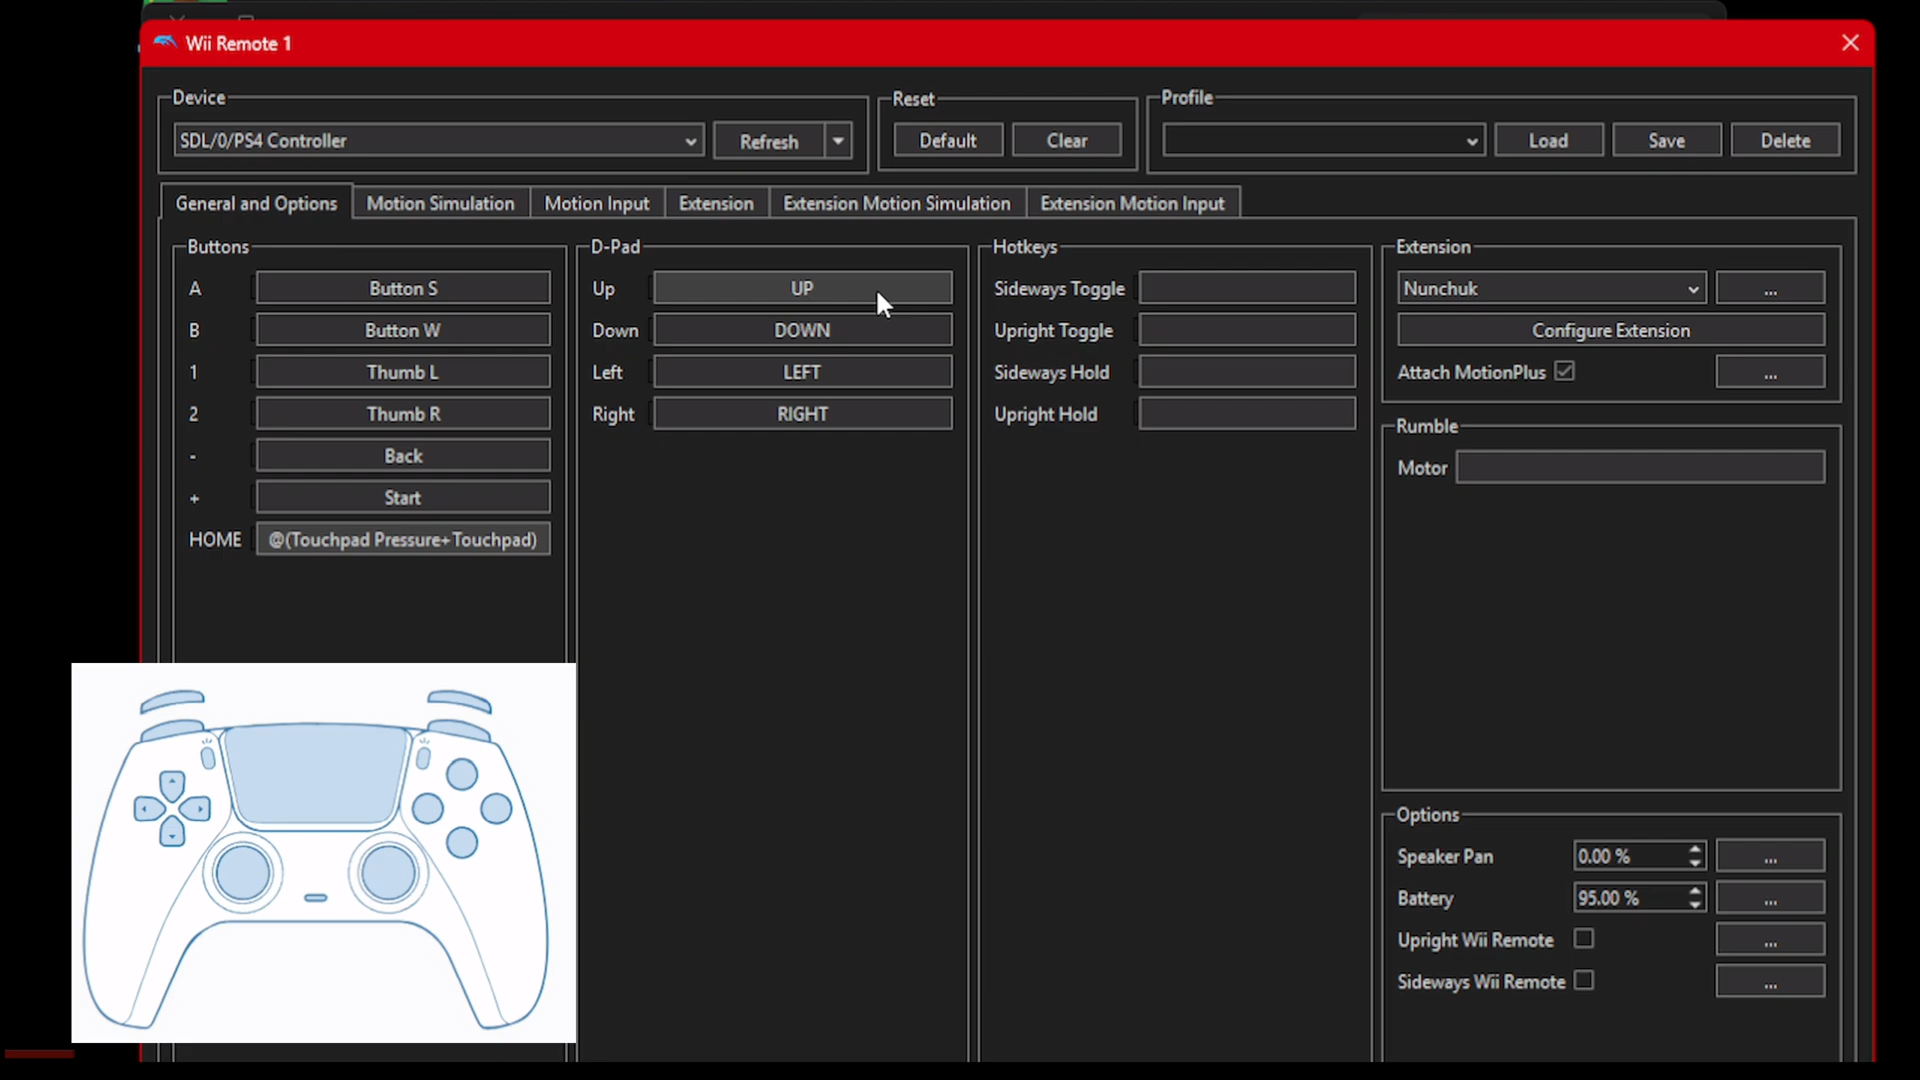 Wii Remote 1
Device
Reset
Profile
SDL/0/PS4 Controller
Refresh
Default
Clear
Load
Save
Delete
General and Options
Motion Simulation
Motion Input
Extension
Extension Motion Simulation
Extension Motion Input
Buttons
A Button S
B Button W
1 Thumb L
2 Thumb R
- Back
+ Start
HOME @(Touchpad Pressure+Touchpad)
D-Pad
Up UP
Down DOWN
Left LEFT
Right RIGHT
Hotkeys
Sideways Toggle
Upright Toggle
Sideways Hold
Upright Hold
Extension
Nunchuk ...
Configure Extension
Attach MotionPlus ...
Rumble
Motor
Options
Speaker Pan 0.00 % ...
Battery 95.00 % ...
Upright Wii Remote ...
Sideways Wii Remote ...